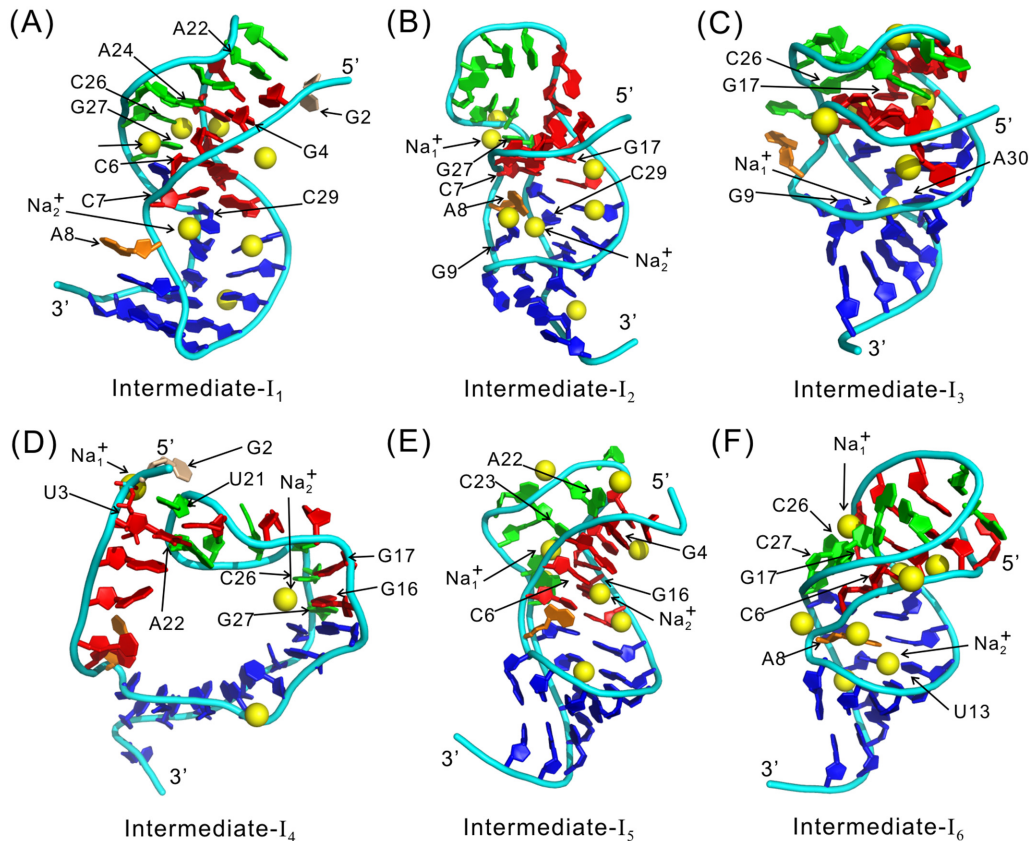 (A)
A22
A24
5’
C26
G27
G2
G4
C6
C7
Na₂⁺
C29
A8
3’
Intermediate-I₁
(B)
5’
Na₁⁺
G27
G17
C7
C29
A8
G9
Na₂⁺
3’
Intermediate-I₂
(C)
C26
G17
5’
Na₁⁺
A30
G9
3’
Intermediate-I₃
(D)
5’
G2
Na₁⁺
U3
U21
Na₂⁺
G17
C26
G16
A22
G27
3’
Intermediate-I₄
(E)
A22
C23
5’
G4
Na₁⁺
C6
G16
Na₂⁺
3’
Intermediate-I₅
(F)
Na₁⁺
C26
C27
G17
5’
C6
A8
Na₂⁺
U13
3’
Intermediate-I₆